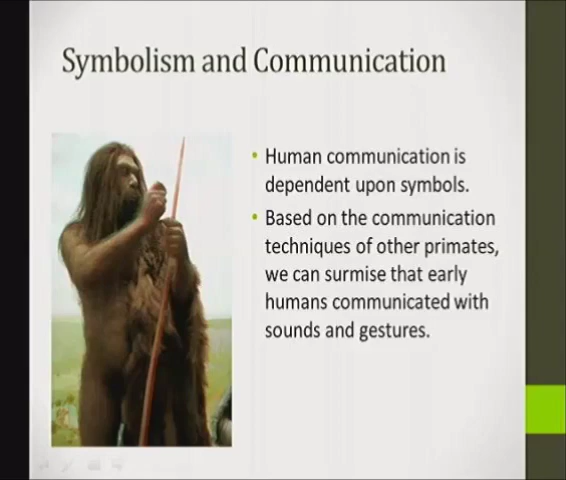 Symbolism and Communication
• Human communication is
dependent upon symbols.
• Based on the communication
techniques of other primates,
we can surmise that early
humans communicated with
sounds and gestures.